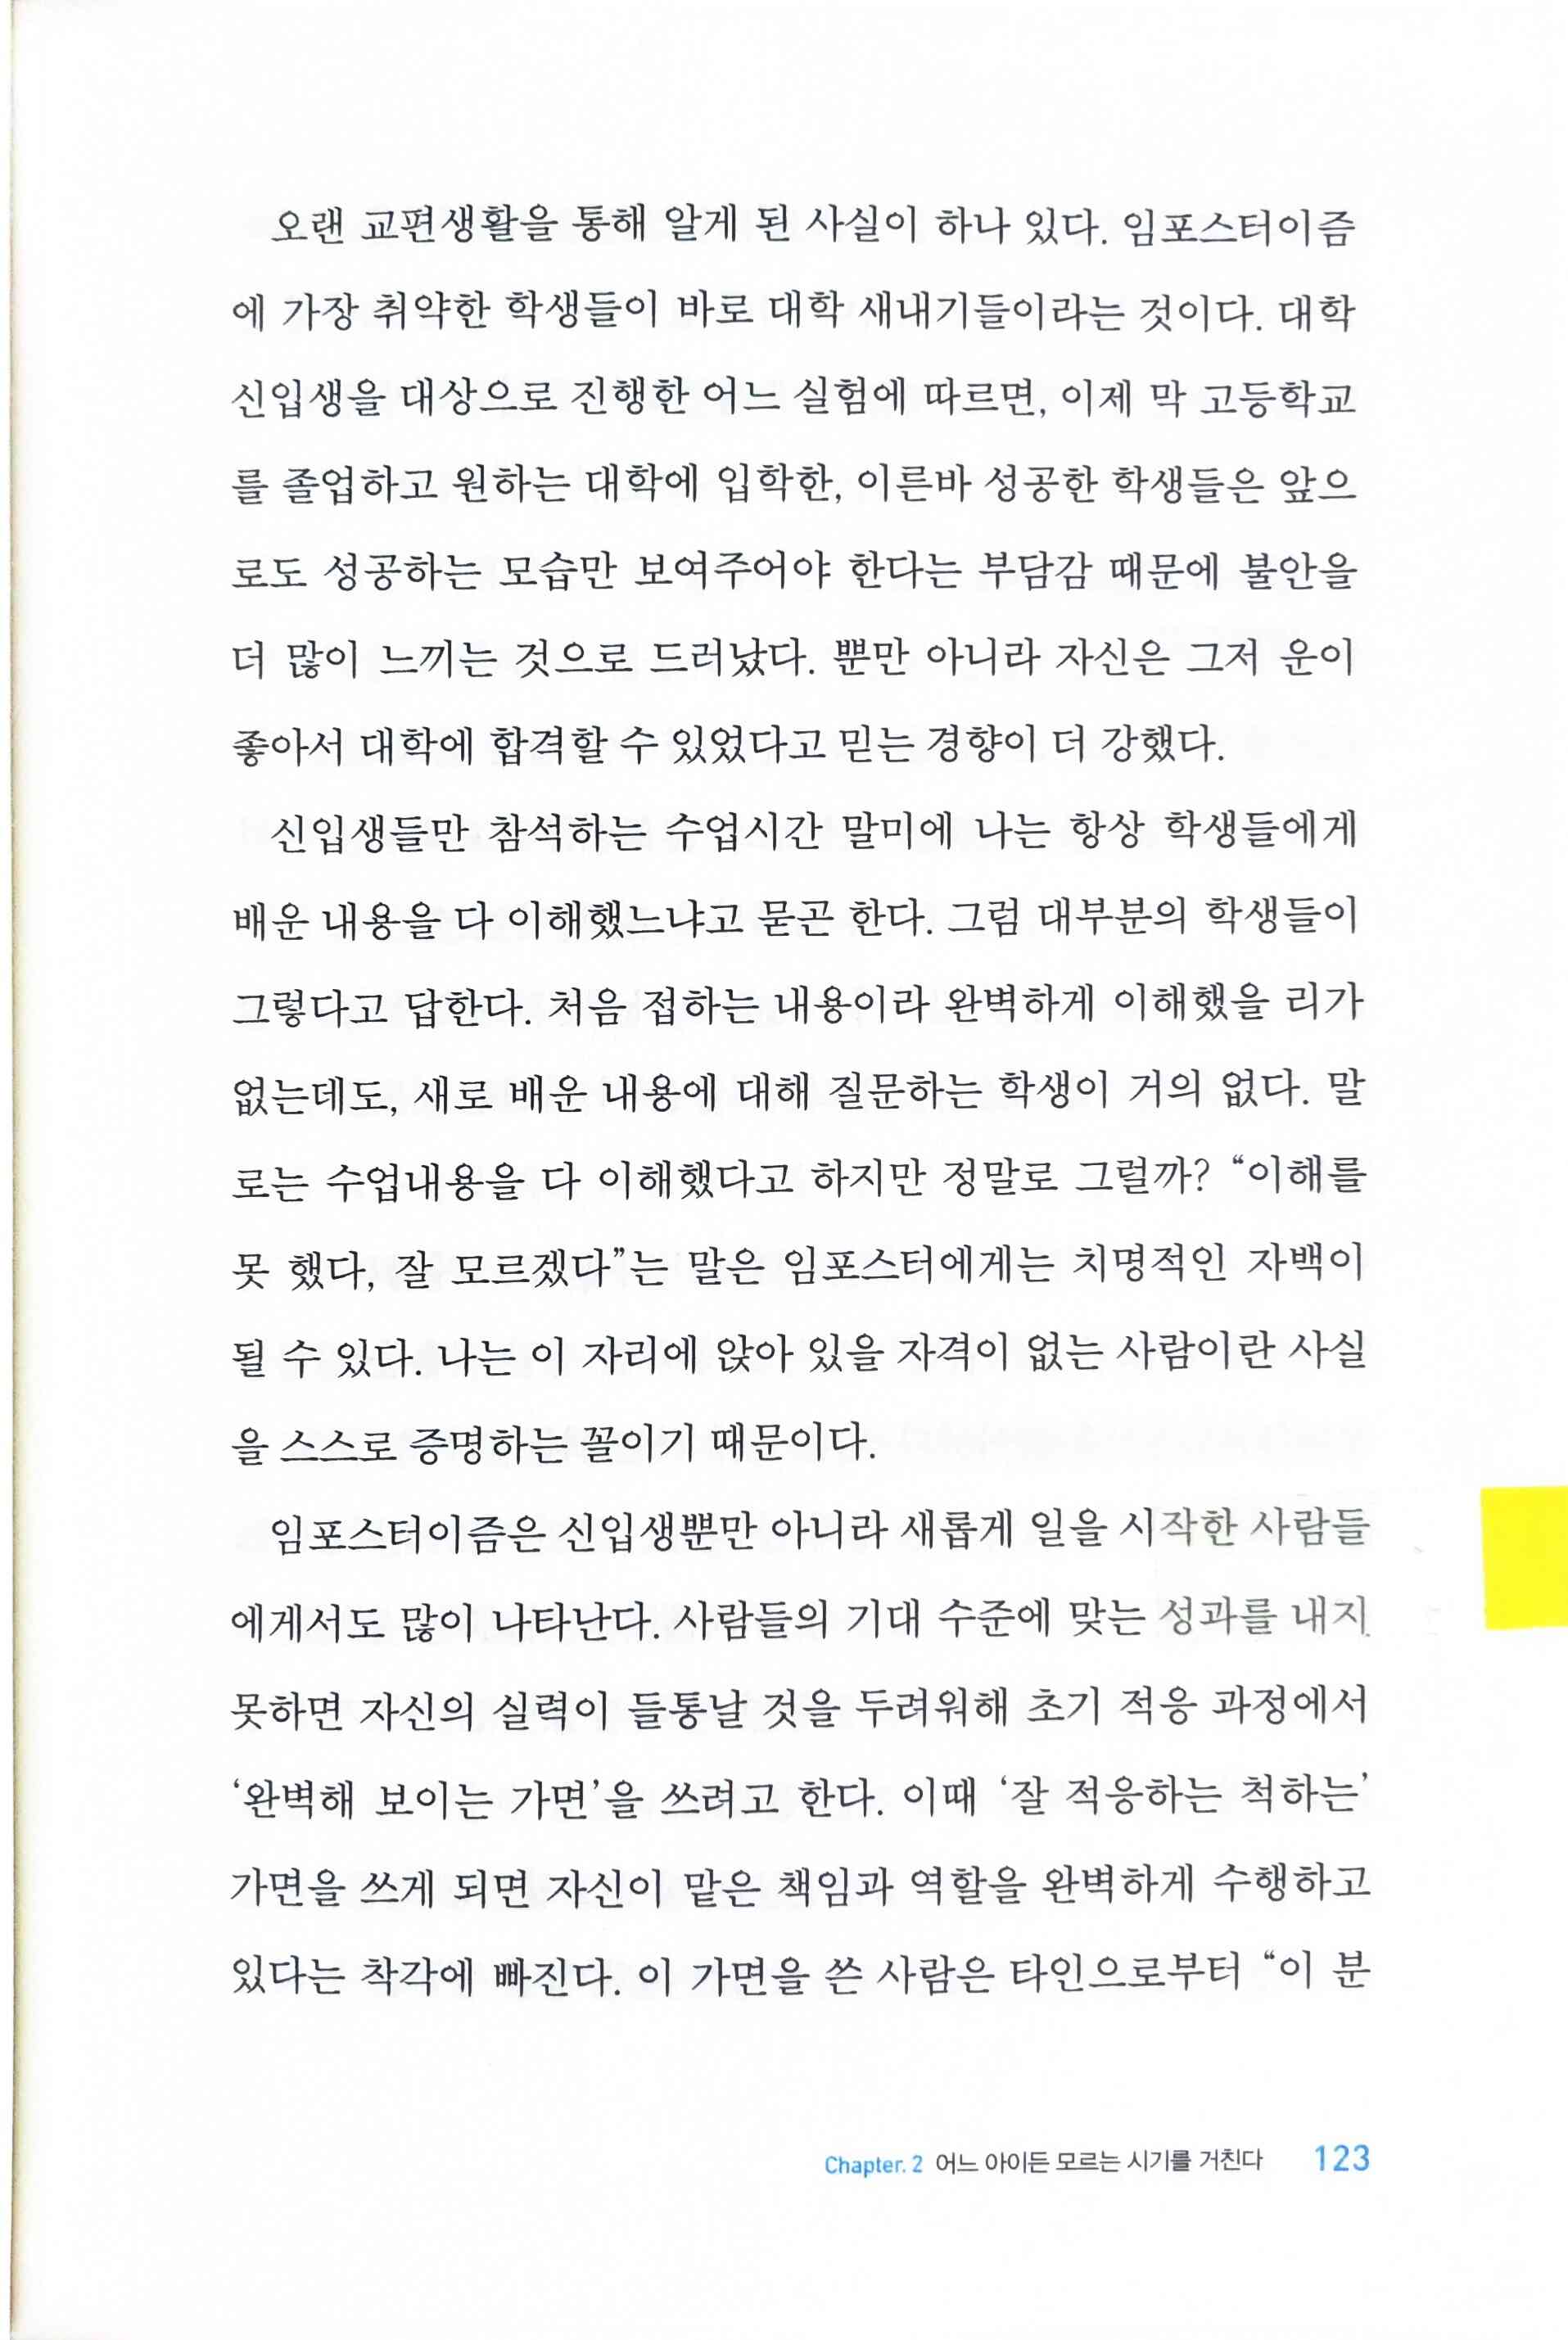 오랜 교편생활을 통해 알게 된 사실이 하나 있다. 임포스터이즘
에 가장 취약한 학생들이 바로 대학 새내기들이라는 것이다. 대학
신입생을 대상으로 진행한 어느 실험에 따르면, 이제 막 고등학교
를 졸업하고 원하는 대학에 입학한, 이른바 성공한 학생들은 앞으
로도 성공하는 모습만 보여주어야 한다는 부담감 때문에 불안을
더 많이 느끼는 것으로 드러났다. 뿐만 아니라 자신은 그저 운이
좋아서 대학에 합격할 수 있었다고 믿는 경향이 더 강했다.
신입생들만 참석하는 수업시간 말미에 나는 항상 학생들에게
배운 내용을 다 이해했느냐고 묻곤 한다. 그럼 대부분의 학생들이
그렇다고 답한다. 처음 접하는 내용이라 완벽하게 이해했을 리가
없는데도, 새로 배운 내용에 대해 질문하는 학생이 거의 없다. 말
로는 수업내용을 다 이해했다고 하지만 정말로 그럴까? “이해를
못 했다, 잘 모르겠다”는 말은 임포스터에게는 치명적인 자백이
될 수 있다. 나는 이 자리에 앉아 있을 자격이 없는 사람이란 사실
을 스스로 증명하는 꼴이기 때문이다.
임포스터이즘은 신입생뿐만 아니라 새롭게 일을 시작한 사람들
에게서도 많이 나타난다. 사람들의 기대 수준에 맞는 성과를 내지
못하면 자신의 실력이 들통날 것을 두려워해 초기 적응 과정에서
‘완벽해 보이는 가면’을 쓰려고 한다. 이때 ‘잘 적응하는 척하는’
가면을 쓰게 되면 자신이 맡은 책임과 역할을 완벽하게 수행하고
있다는 착각에 빠진다. 이 가면을 쓴 사람은 타인으로부터 “이 분
Chapter. 2 어느 아이든 모르는 시기를 거친다 123